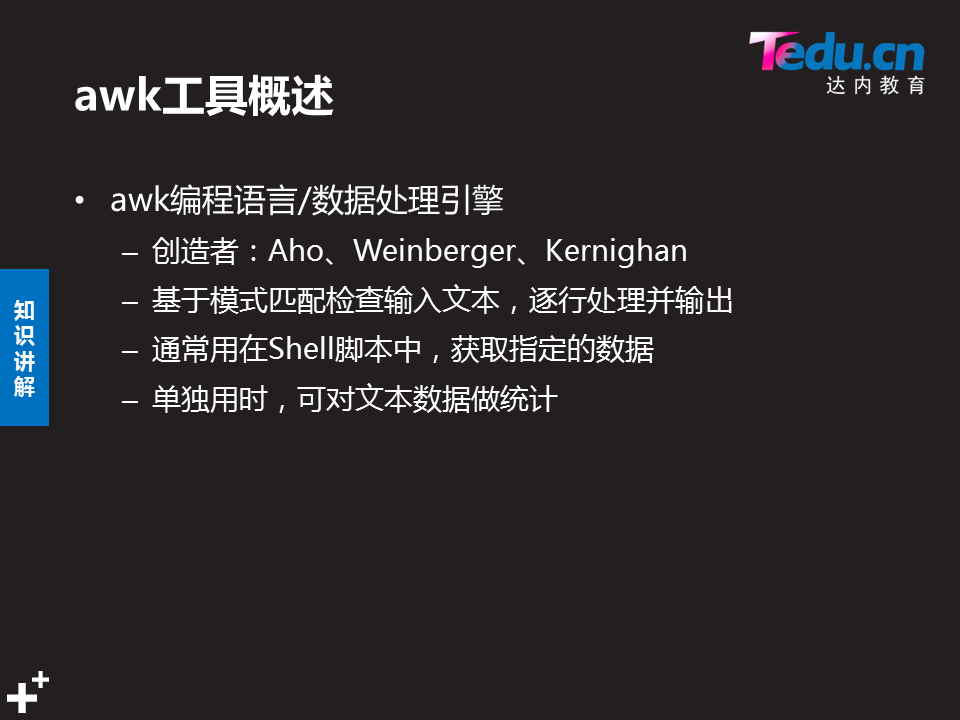 Tedu.cn
达内教育
awk工具概述
• awk编程语言/数据处理引擎
– 创造者：Aho、Weinberger、Kernighan
– 基于模式匹配检查输入文本，逐行处理并输出
– 通常用在Shell脚本中，获取指定的数据
– 单独用时，可对文本数据做统计
知识讲解